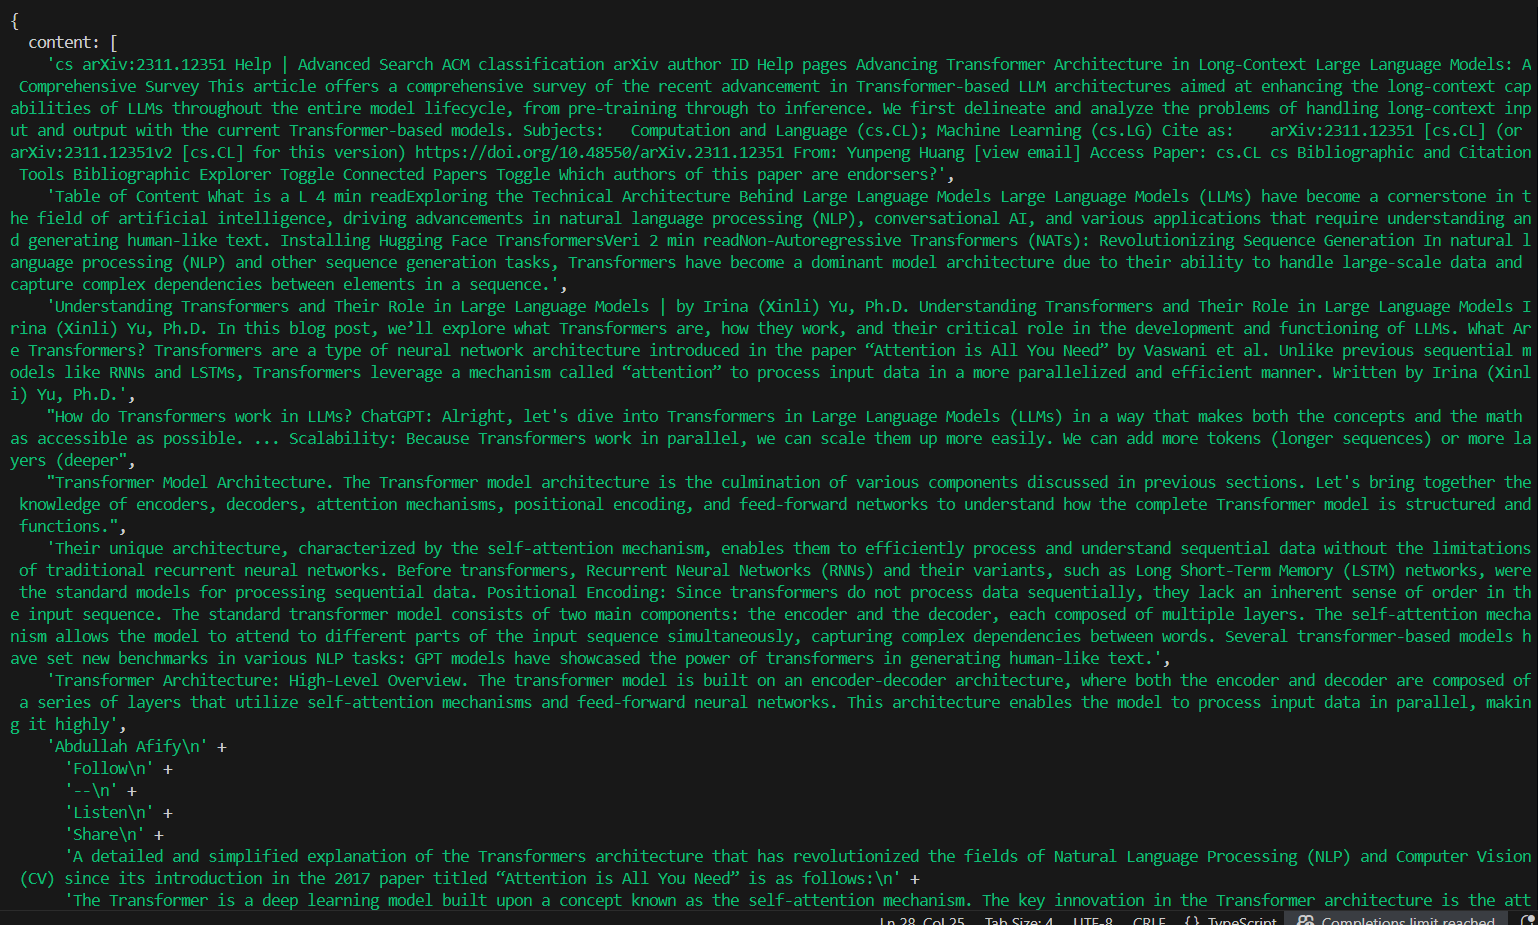 {
  content: [
    'cs arXiv:2311.12351 Help | Advanced Search ACM classification arXiv author ID Help pages Advancing Transformer Architecture in Long-Context Large Language Models: A
 Comprehensive Survey This article offers a comprehensive survey of the recent advancement in Transformer-based LLM architectures aimed at enhancing the long-context cap
abilities of LLMs throughout the entire model lifecycle, from pre-training through to inference. We first delineate and analyze the problems of handling long-context inp
ut and output with the current Transformer-based models. Subjects:   Computation and Language (cs.CL); Machine Learning (cs.LG) Cite as:    arXiv:2311.12351 [cs.CL] (or
arXiv:2311.12351v2 [cs.CL] for this version) https://doi.org/10.48550/arXiv.2311.12351 From: Yunpeng Huang [view email] Access Paper: cs.CL cs Bibliographic and Citation
 Tools Bibliographic Explorer Toggle Connected Papers Toggle Which authors of this paper are endorsers?',
    'Table of Content What is a L 4 min readExploring the Technical Architecture Behind Large Language Models Large Language Models (LLMs) have become a cornerstone in t
he field of artificial intelligence, driving advancements in natural language processing (NLP), conversational AI, and various applications that require understanding an
d generating human-like text. Installing Hugging Face TransformersVeri 2 min readNon-Autoregressive Transformers (NATs): Revolutionizing Sequence Generation In natural l
anguage processing (NLP) and other sequence generation tasks, Transformers have become a dominant model architecture due to their ability to handle large-scale data and
capture complex dependencies between elements in a sequence.',
    'Understanding Transformers and Their Role in Large Language Models | by Irina (Xinli) Yu, Ph.D. Understanding Transformers and Their Role in Large Language Models I
rina (Xinli) Yu, Ph.D. In this blog post, we’ll explore what Transformers are, how they work, and their critical role in the development and functioning of LLMs. What Ar
e Transformers? Transformers are a type of neural network architecture introduced in the paper “Attention is All You Need” by Vaswani et al. Unlike previous sequential m
odels like RNNs and LSTMs, Transformers leverage a mechanism called “attention” to process input data in a more parallelized and efficient manner. Written by Irina (Xinl
i) Yu, Ph.D.',
    "How do Transformers work in LLMs? ChatGPT: Alright, let's dive into Transformers in Large Language Models (LLMs) in a way that makes both the concepts and the math
as accessible as possible. ... Scalability: Because Transformers work in parallel, we can scale them up more easily. We can add more tokens (longer sequences) or more la
yers (deeper",
    "Transformer Model Architecture. The Transformer model architecture is the culmination of various components discussed in previous sections. Let's bring together the
 knowledge of encoders, decoders, attention mechanisms, positional encoding, and feed-forward networks to understand how the complete Transformer model is structured and
 functions.",
    'Their unique architecture, characterized by the self-attention mechanism, enables them to efficiently process and understand sequential data without the limitations
 of traditional recurrent neural networks. Before transformers, Recurrent Neural Networks (RNNs) and their variants, such as Long Short-Term Memory (LSTM) networks, were
 the standard models for processing sequential data. Positional Encoding: Since transformers do not process data sequentially, they lack an inherent sense of order in th
e input sequence. The standard transformer model consists of two main components: the encoder and the decoder, each composed of multiple layers. The self-attention mecha
nism allows the model to attend to different parts of the input sequence simultaneously, capturing complex dependencies between words. Several transformer-based models h
ave set new benchmarks in various NLP tasks: GPT models have showcased the power of transformers in generating human-like text.',
    'Transformer Architecture: High-Level Overview. The transformer model is built on an encoder-decoder architecture, where both the encoder and decoder are composed of
 a series of layers that utilize self-attention mechanisms and feed-forward neural networks. This architecture enables the model to process input data in parallel, makin
g it highly',
    'Abdullah Afify\n' +
      'Follow\n' +
      '--\n' +
      'Listen\n' +
      'Share\n' +
      'A detailed and simplified explanation of the Transformers architecture that has revolutionized the fields of Natural Language Processing (NLP) and Computer Vision
 (CV) since its introduction in the 2017 paper titled “Attention is All You Need” is as follows:\n' +
      'The Transformer is a deep learning model built upon a concept known as the self-attention mechanism. The key innovation in the Transformer architecture is the att
Ln 28, Col 25 Tab Size: 4 UTF-8 CRLF {} TypeScript Completions limit reached